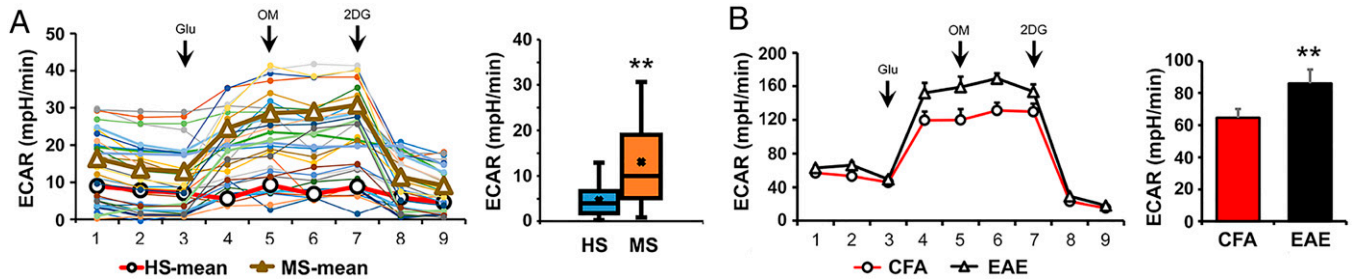 A
ECAR (mpH/min)
50
40
30
20
10
0
Glu
OM
2DG
1 2 3 4 5 6 7 8 9
HS-mean MS-mean
ECAR (mpH/min)
40
30
20
10
0
**
HS MS
B
ECAR (mpH/min)
200
160
120
80
40
0
Glu
OM
2DG
1 2 3 4 5 6 7 8 9
CFA EAE
ECAR (mpH/min)
100
80
60
40
20
0
**
CFA EAE